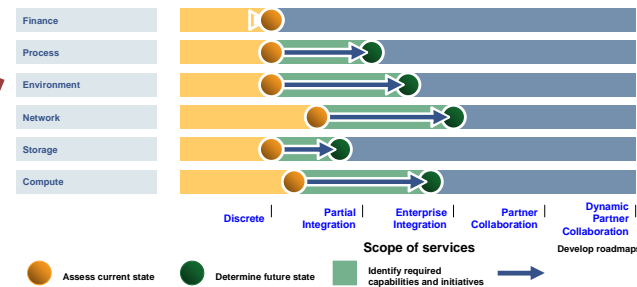 Finance
Process
Environment
Network
Storage
Compute
Discrete
Partial
Integration
Enterprise
Integration
Partner
Collaboration
Dynamic
Partner
Collaboration
Scope of services
Develop roadmaps
Assess current state
Determine future state
Identify required
capabilities and initiatives